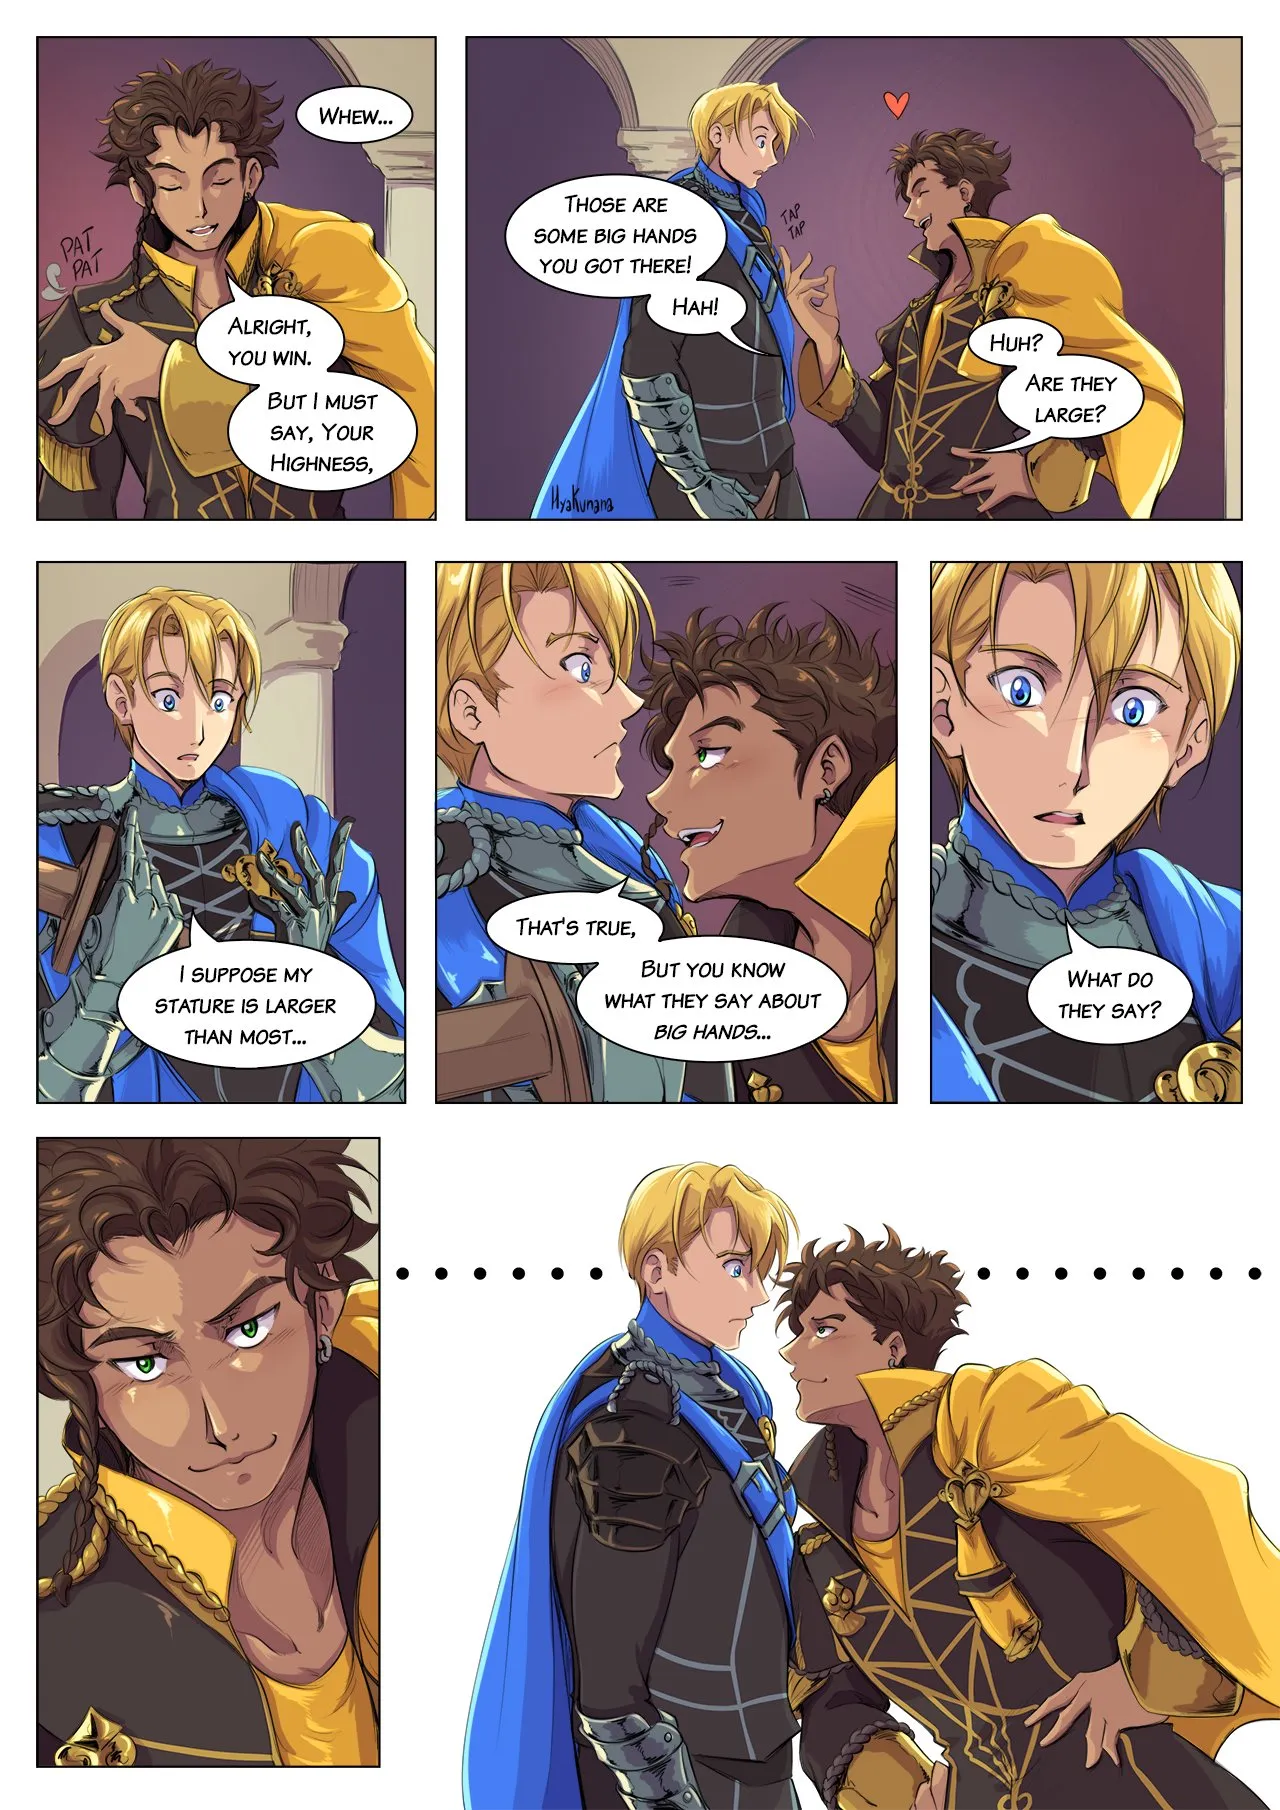 WHEW...
PAT
PAT
ALRIGHT,
YOU WIN.
BUT I MUST
SAY, YOUR
HIGHNESS,
THOSE ARE
SOME BIG HANDS
YOU GOT THERE!
HAH!
TAP
TAP
HUH?
ARE THEY
LARGE?
HyaKunana
I SUPPOSE MY
STATURE IS LARGER
THAN MOST...
THAT'S TRUE,
BUT YOU KNOW
WHAT THEY SAY ABOUT
BIG HANDS...
WHAT DO
THEY SAY?